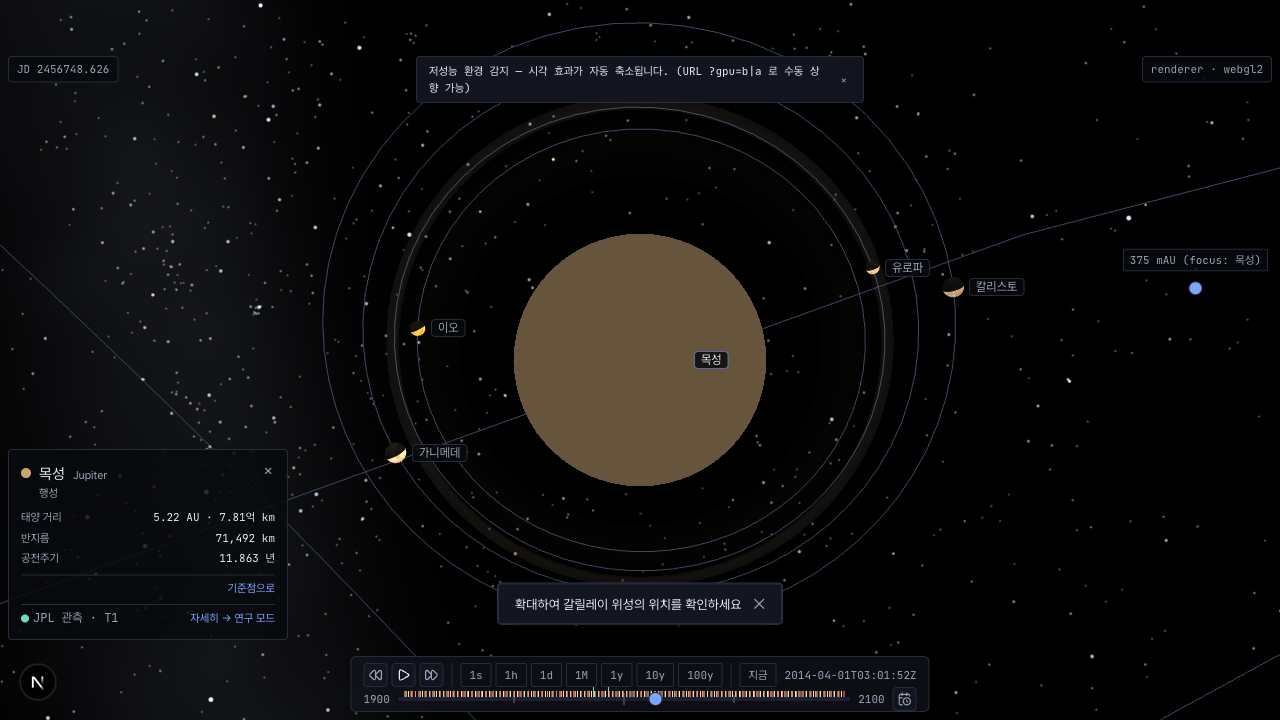 JD 2456748.626
저성능 환경 감지 — 시각 효과가 자동 축소됩니다. (URL ?gpu=b|a 로 수동 상
향 가능)
×
renderer · webgl2
375 mAU (focus: 목성)
유로파
칼리스토
이오
목성
가니메데
목성 Jupiter ×
행성
태양 거리 5.22 AU · 7.81억 km
반지름 71,492 km
공전주기 11.863 년
기준점으로
JPL 관측 · T1 자세히 → 연구 모드
확대하여 갈릴레이 위성의 위치를 확인하세요
N
1s 1h 1d 1M 1y 10y 100y 지금 2014-04-01T03:01:52Z
1900 2100